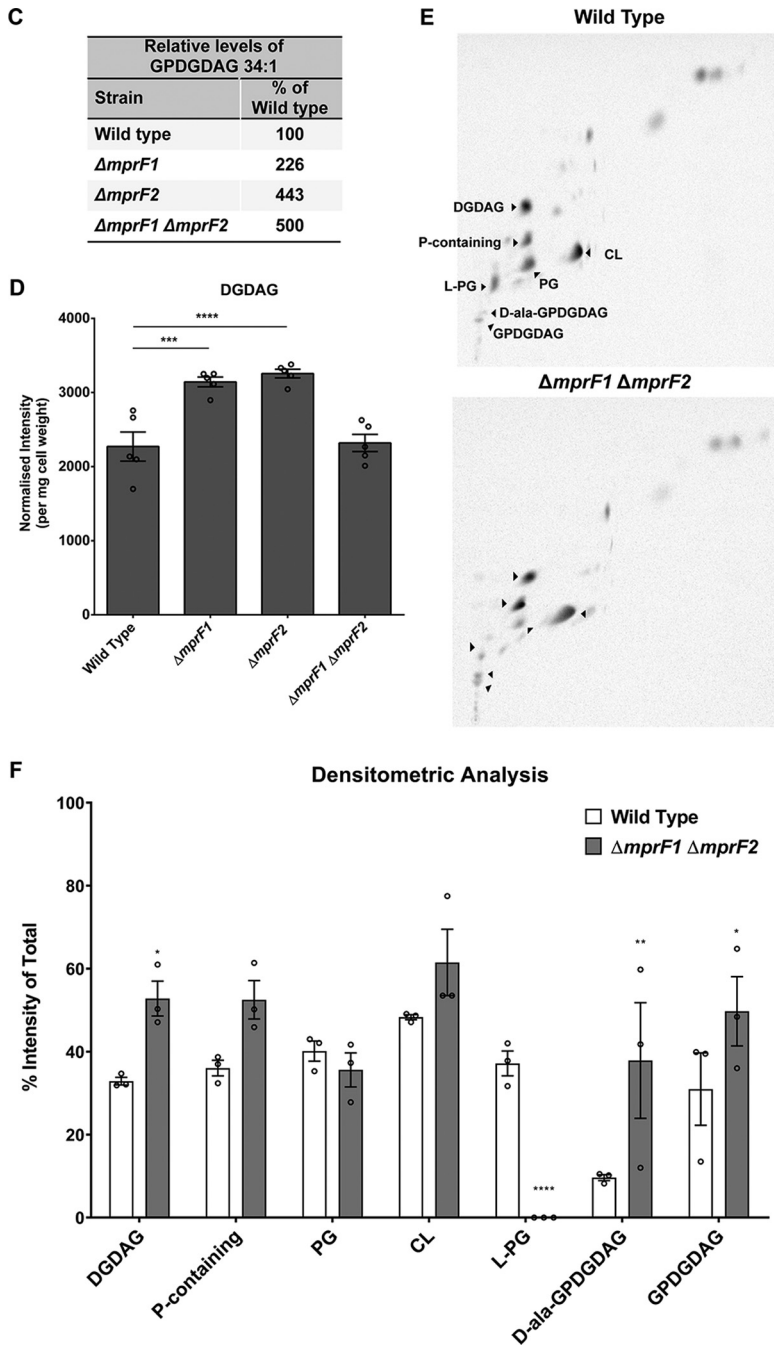 C
Relative levels of
GPDGDAG 34:1
Strain
% of
Wild type
Wild type 100
ΔmprF1 226
ΔmprF2 443
ΔmprF1 ΔmprF2 500
D
DGDAG
****
***
4000
3000
2000
1000
0
Normalised Intensity
(per mg cell weight)
Wild Type
ΔmprF1
ΔmprF2
ΔmprF1 ΔmprF2
E
Wild Type
DGDAG
P-containing
CL
L-PG
PG
D-ala-GPDGDAG
GPDGDAG
ΔmprF1 ΔmprF2
F
Densitometric Analysis
Wild Type
ΔmprF1 ΔmprF2
100
80
60
40
20
0
% Intensity of Total
*
****
**
*
DGDAG
P-containing
PG
CL
L-PG
D-ala-GPDGDAG
GPDGDAG